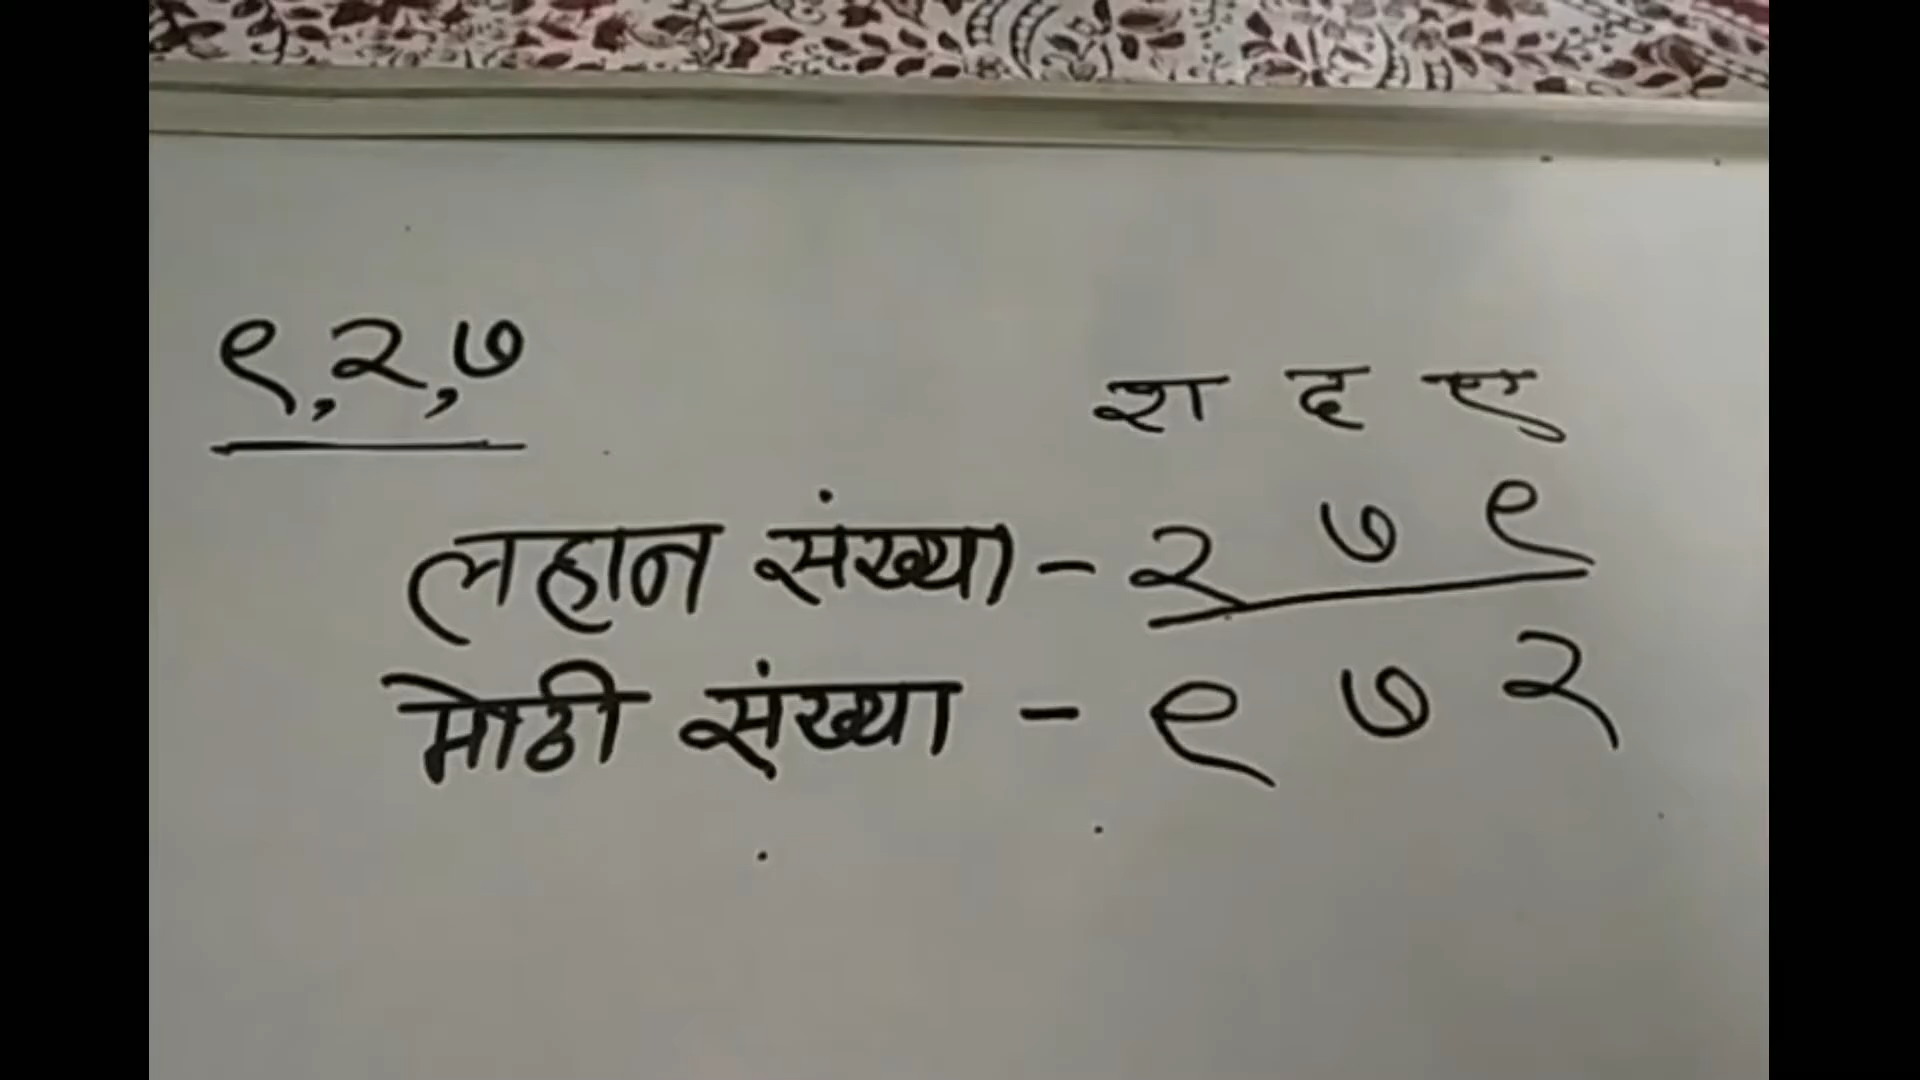 ९,२,७
श द ए
लहान संख्या - २ ७ ९
मोठी संख्या - ९ ७ २